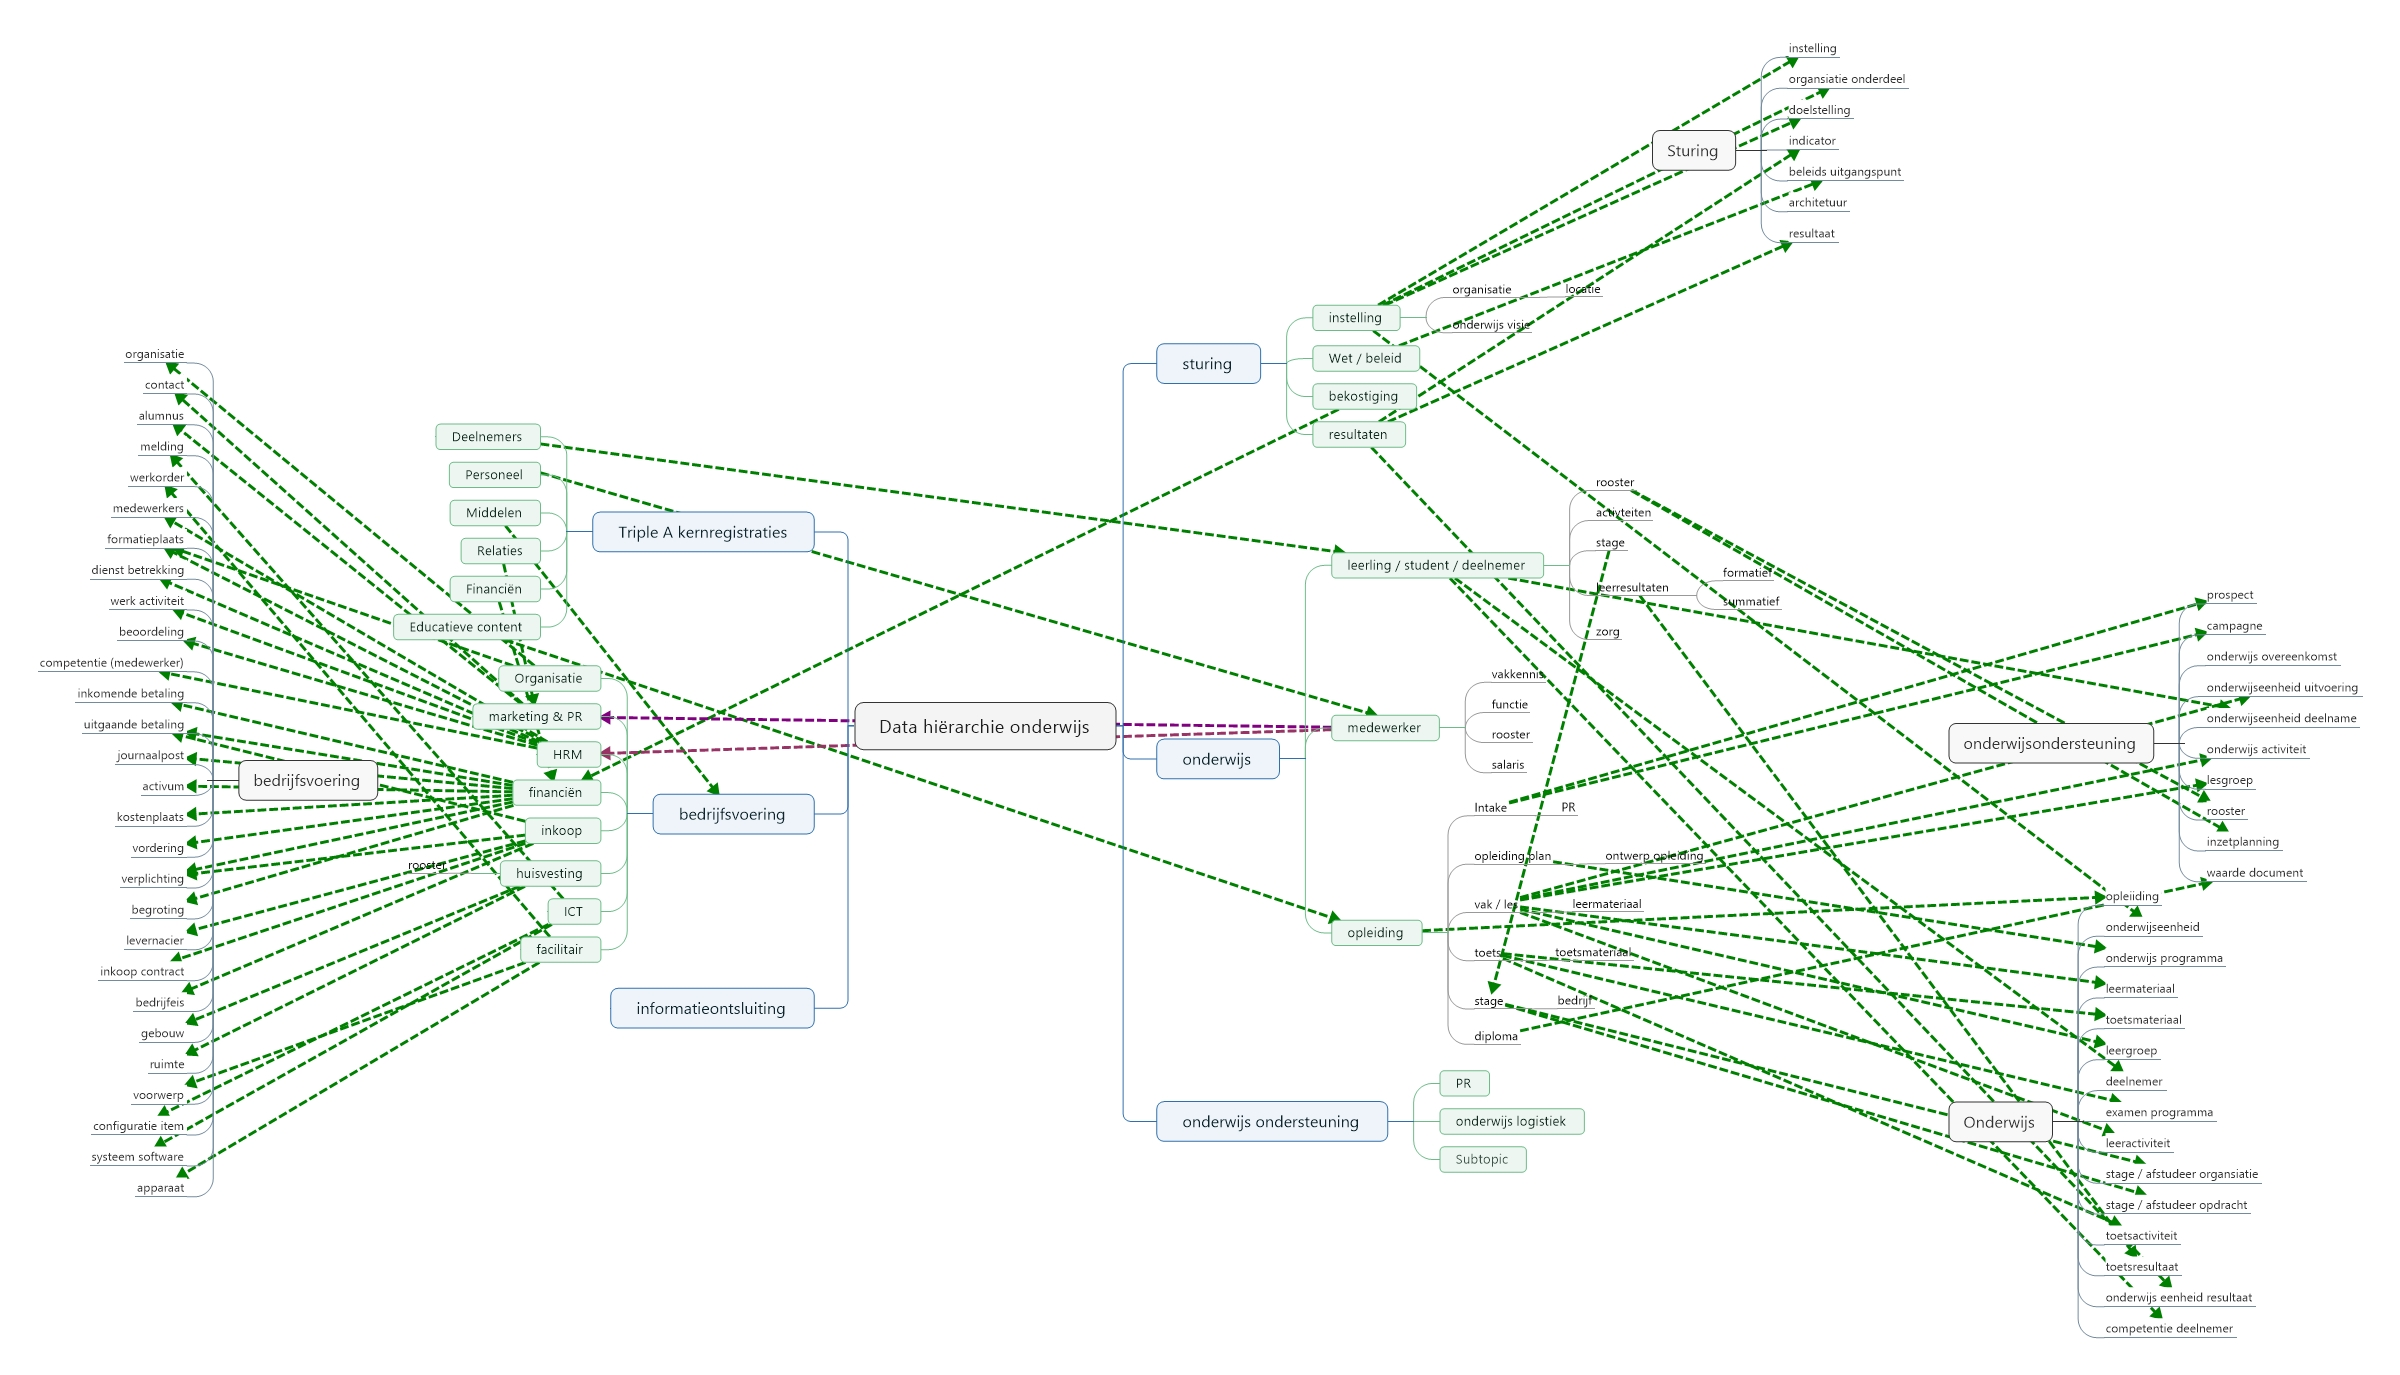 Data hiërarchie onderwijs
sturing
instelling
organisatie
locatie
onderwijs visie
Wet / beleid
bekostiging
resultaten
onderwijs
leerling / student / deelnemer
rooster
activteiten
stage
leerresultaten
formatief
summatief
zorg
medewerker
vakkennis
functie
rooster
salaris
opleiding
Intake
PR
opleiding plan
ontwerp opleiding
vak / les
leermateriaal
toets
toetsmateriaal
stage
bedrijf
diploma
onderwijs ondersteuning
PR
onderwijs logistiek
Subtopic
Triple A kernregistraties
Deelnemers
Personeel
Middelen
Relaties
Financiën
Educatieve content
bedrijfsvoering
Organisatie
marketing & PR
HRM
financiën
inkoop
huisvesting
rooster
ICT
facilitair
informatieontsluiting
bedrijfsvoering
organisatie
contact
alumnus
melding
werkorder
medewerkers
formatieplaats
dienst betrekking
werk activiteit
beoordeling
competentie (medewerker)
inkomende betaling
uitgaande betaling
journaalpost
activum
kostenplaats
vordering
verplichting
begroting
levernacier
inkoop contract
bedrijfeis
gebouw
ruimte
voorwerp
configuratie item
systeem software
apparaat
Sturing
instelling
organsiatie onderdeel
doelstelling
indicator
beleids uitgangspunt
architetuur
resultaat
onderwijsondersteuning
prospect
campagne
onderwijs overeenkomst
onderwijseenheid uitvoering
onderwijseenheid deelname
onderwijs activiteit
lesgroep
rooster
inzetplanning
waarde document
Onderwijs
opleiiding
onderwijseenheid
onderwijs programma
leermateriaal
toetsmateriaal
leergroep
deelnemer
examen programma
leeractiviteit
stage / afstudeer organsiatie
stage / afstudeer opdracht
toetsactiviteit
toetsresultaat
onderwijs eenheid resultaat
competentie deelnemer